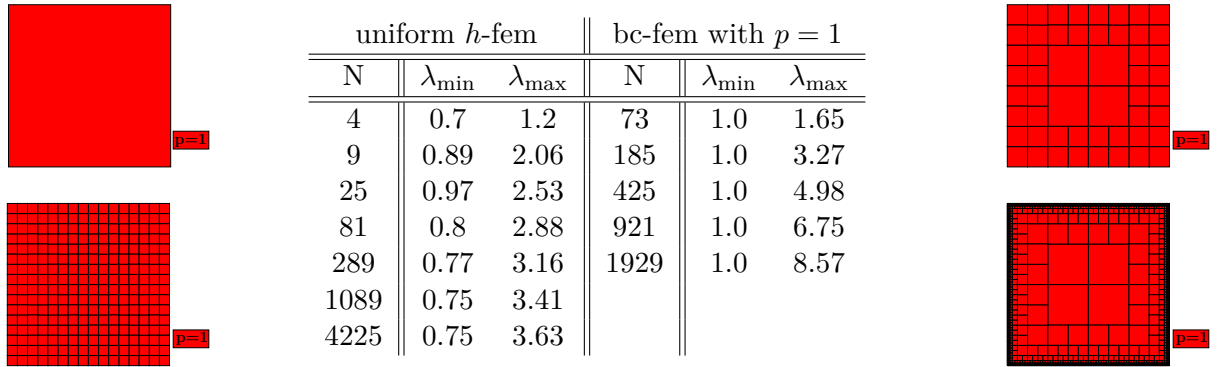 uniform h-fem bc-fem with p = 1
N λmin λmax N λmin λmax
4 0.7 1.2 73 1.0 1.65
9 0.89 2.06 185 1.0 3.27
25 0.97 2.53 425 1.0 4.98
81 0.8 2.88 921 1.0 6.75
289 0.77 3.16 1929 1.0 8.57
1089 0.75 3.41
4225 0.75 3.63
p=1
p=1
p=1
p=1